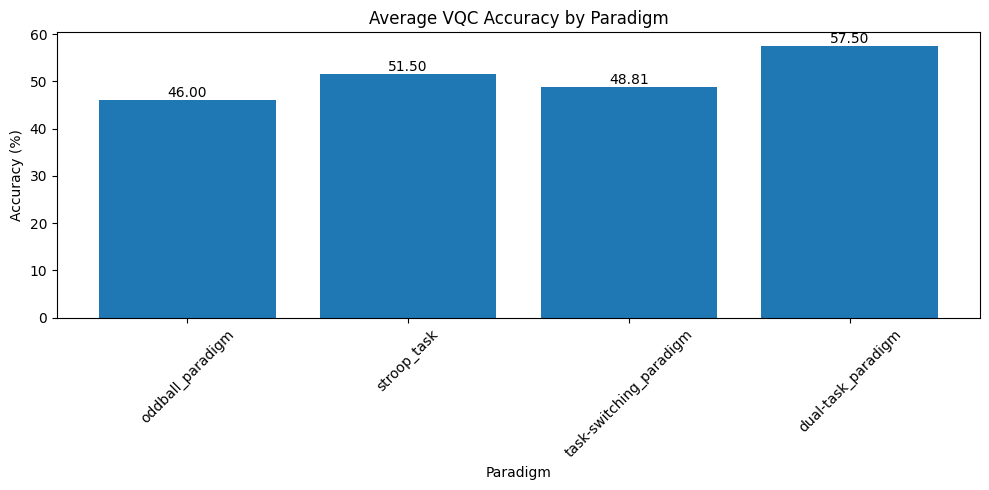 Average VQC Accuracy by Paradigm
60
50
40
30
20
10
0
Accuracy (%)
46.00
51.50
48.81
57.50
oddball_paradigm
stroop_task
task-switching_paradigm
dual-task_paradigm
Paradigm